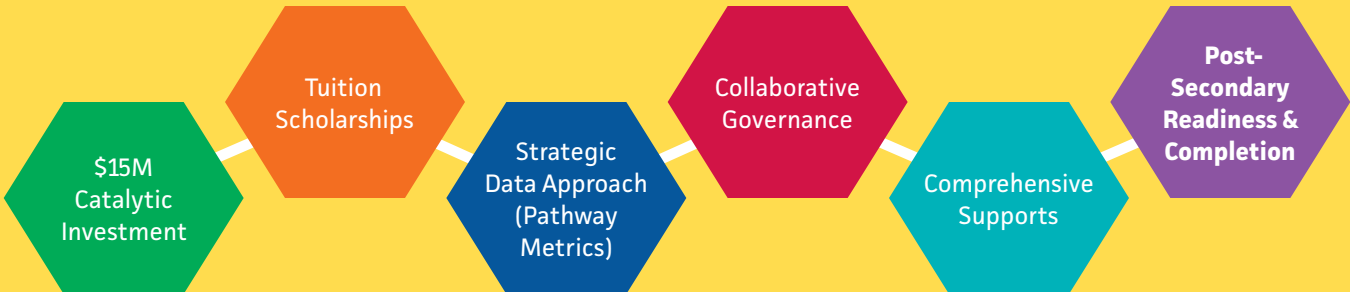 $15M
Catalytic
Investment
Tuition
Scholarships
Strategic
Data Approach
(Pathway
Metrics)
Collaborative
Governance
Comprehensive
Supports
Post-
Secondary
Readiness &
Completion